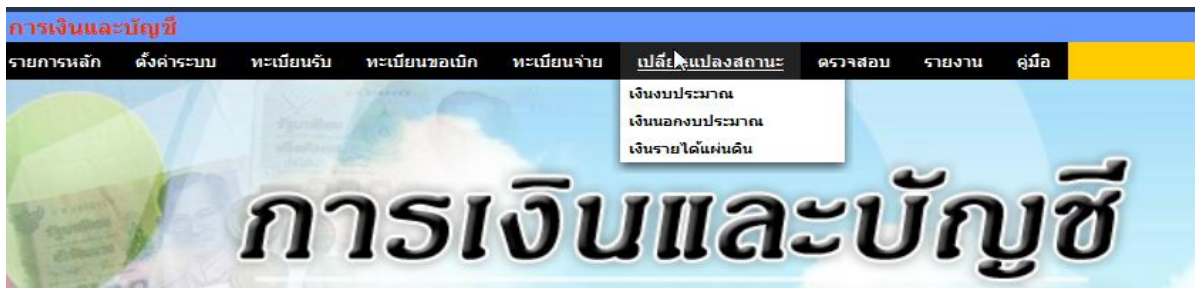 การเงินและบัญชี
รายการหลัก ตั้งค่าระบบ ทะเบียนรับ ทะเบียนขอเบิก ทะเบียนจ่าย เปลี่ยนแปลงสถานะ ตรวจสอบ รายงาน คู่มือ
เงินงบประมาณ
เงินนอกงบประมาณ
เงินรายได้แผ่นดิน
การเงินและบัญชี